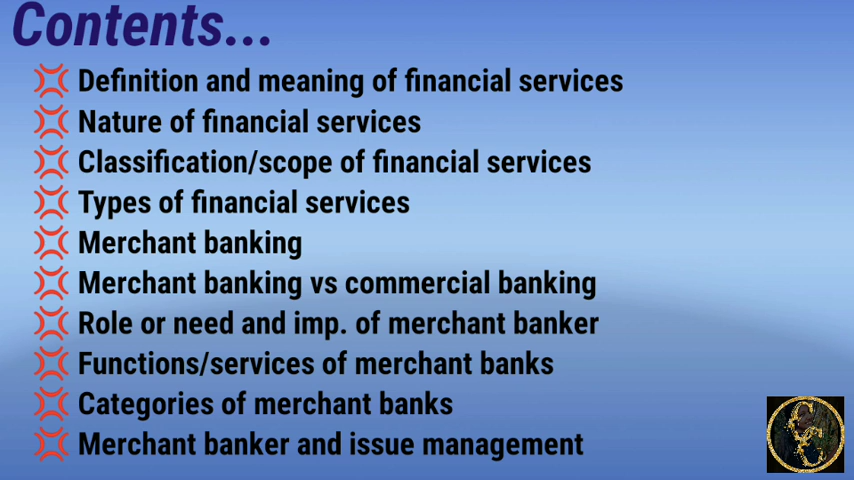 Contents...
Definition and meaning of financial services
Nature of financial services
Classification/scope of financial services
Types of financial services
Merchant banking
Merchant banking vs commercial banking
Role or need and imp. of merchant banker
Functions/services of merchant banks
Categories of merchant banks
Merchant banker and issue management